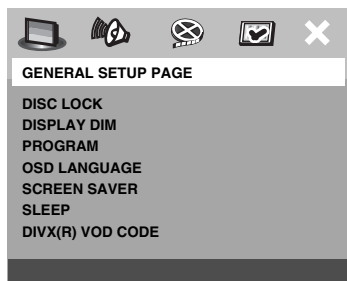 GENERAL SETUP PAGE
DISC LOCK
DISPLAY DIM
PROGRAM
OSD LANGUAGE
SCREEN SAVER
SLEEP
DIVX(R) VOD CODE